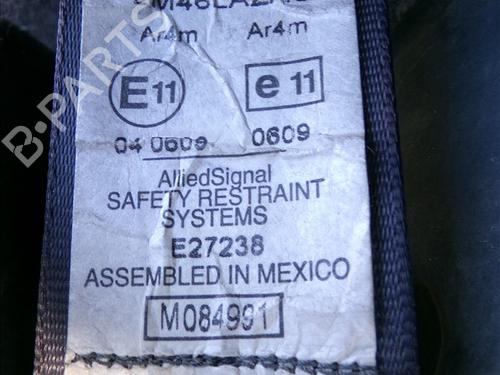 Ar4m Ar4m
E11 e11
04 0609 0609
AlliedSignal
SAFETY RESTRAINT
SYSTEMS
E27238
ASSEMBLED IN MEXICO
M084991
B-PARTS